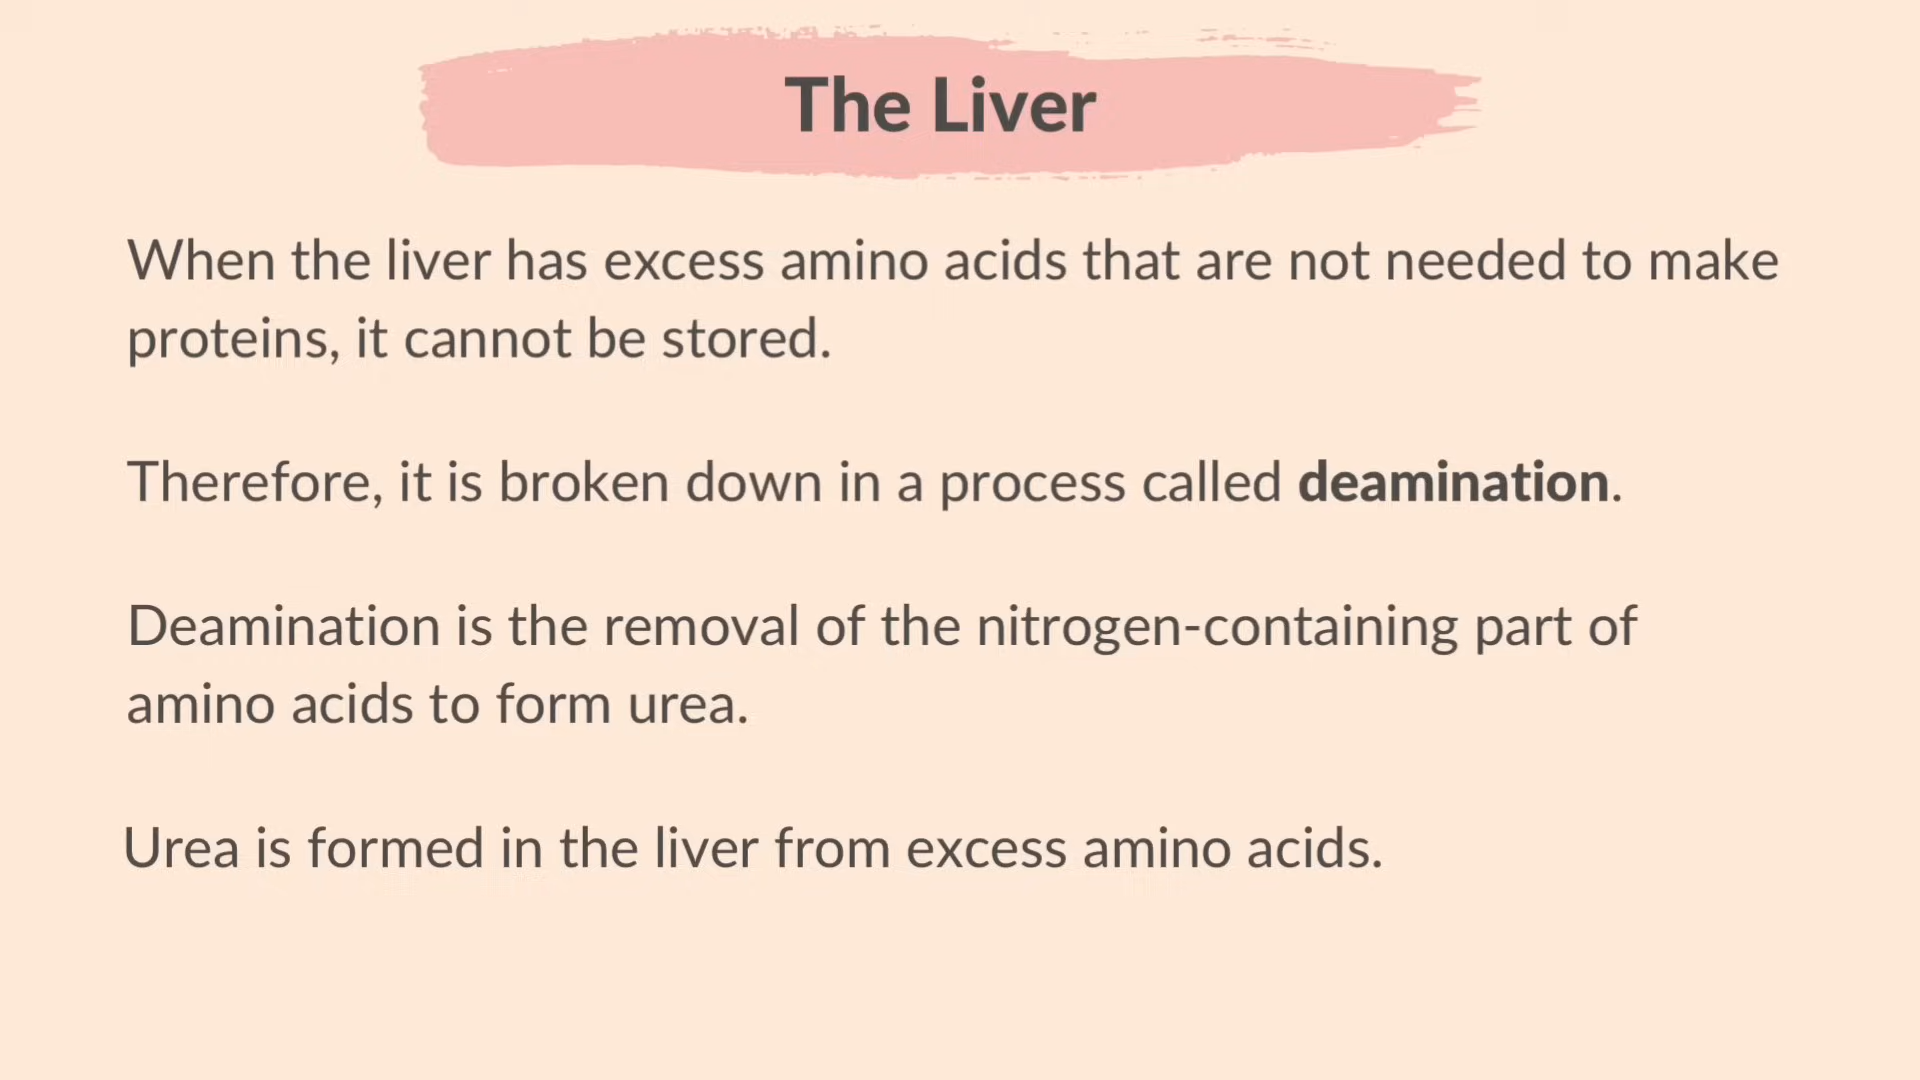 The Liver
When the liver has excess amino acids that are not needed to make
proteins, it cannot be stored.
Therefore, it is broken down in a process called deamination.
Deamination is the removal of the nitrogen-containing part of
amino acids to form urea.
Urea is formed in the liver from excess amino acids.